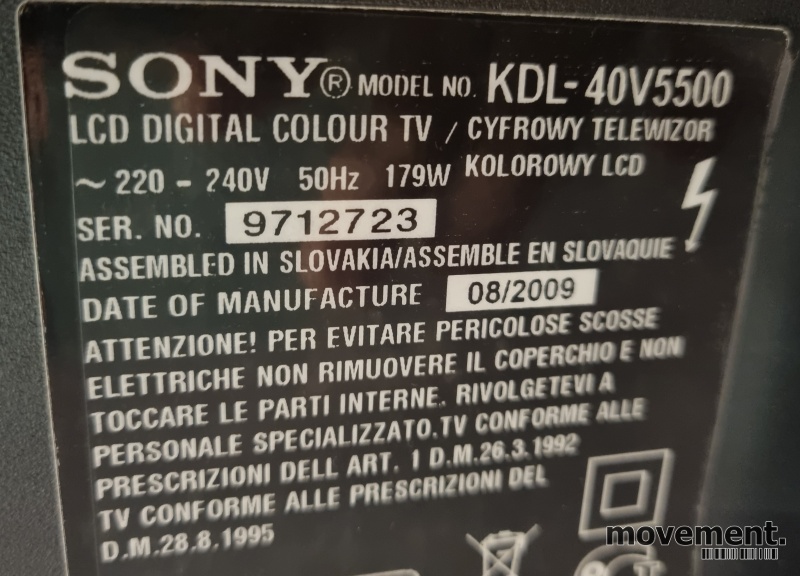 SONY® MODEL NO. KDL-40V5500
LCD DIGITAL COLOUR TV / CYFROWY TELEWIZOR
~ 220 - 240V 50Hz 179W KOLOROWY LCD
SER. NO. 9712723
ASSEMBLED IN SLOVAKIA/ASSEMBLE EN SLOVAQUIE
DATE OF MANUFACTURE 08/2009
ATTENZIONE! PER EVITARE PERICOLOSE SCOSSE
ELETTRICHE NON RIMUOVERE IL COPERCHIO E NON
TOCCARE LE PARTI INTERNE. RIVOLGETEVI A
PERSONALE SPECIALIZZATO.TV CONFORME ALLE
PRESCRIZIONI DELL ART. 1 D.M.26.3.1992
TV CONFORME ALLE PRESCRIZIONI DEL
D.M.28.8.1995
movement.